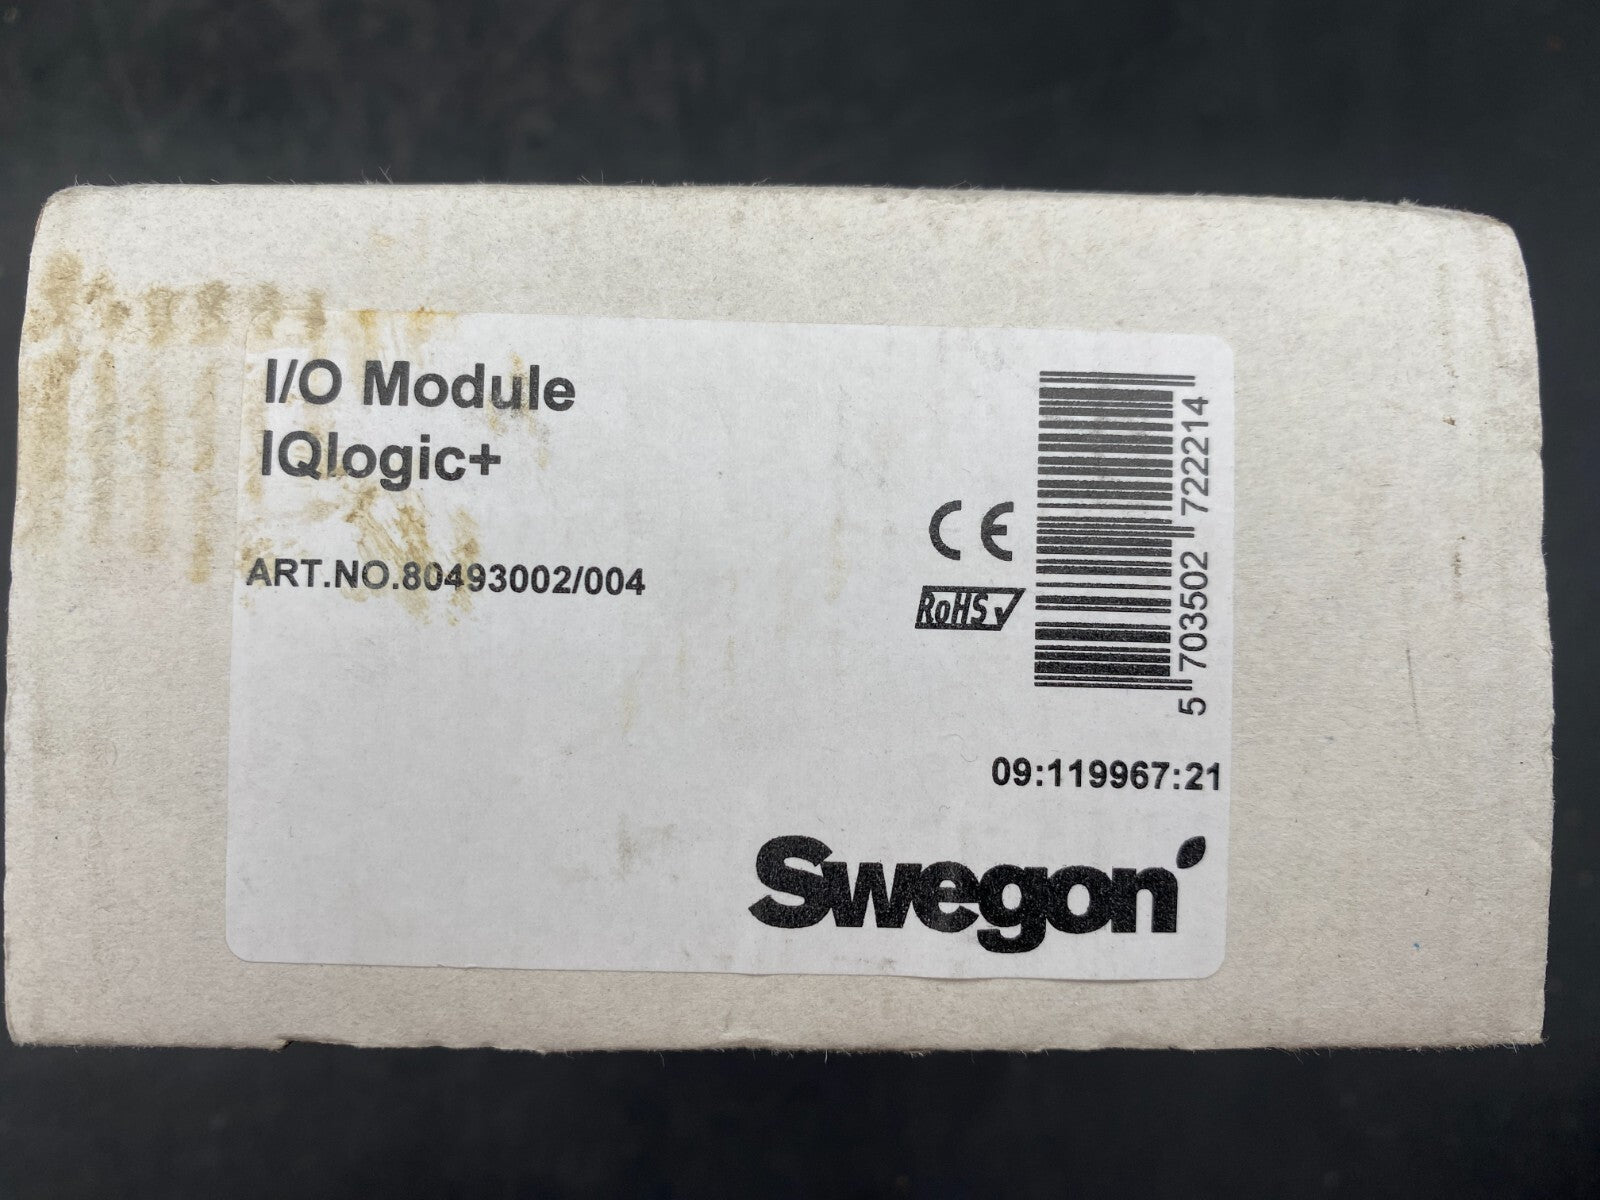 I/O Module
IQlogic+
ART.NO.80493002/004
CE
RoHS
5 703502 722214
09:119967:21
Swegon